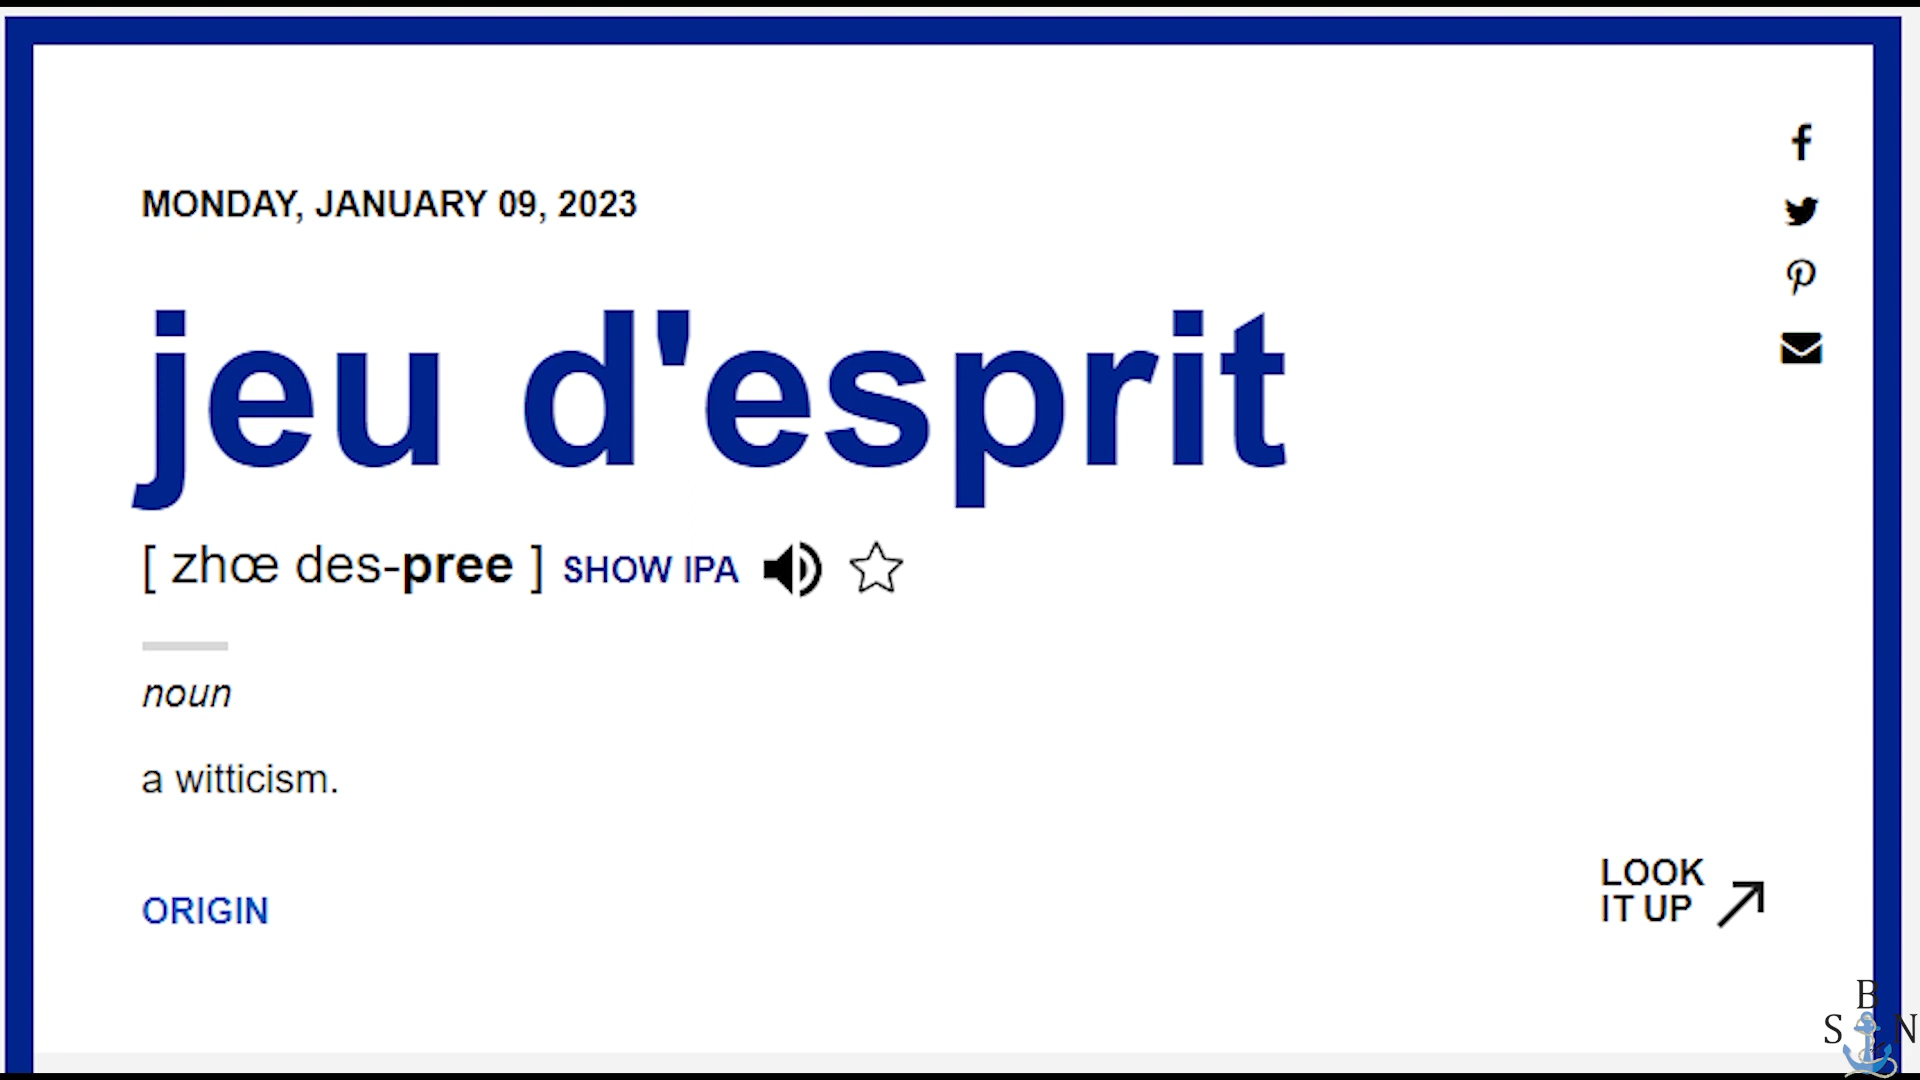 MONDAY, JANUARY 09, 2023
jeu d'esprit
[ zhœ des-pree ] SHOW IPA
noun
a witticism.
ORIGIN
LOOK
IT UP
B
S N